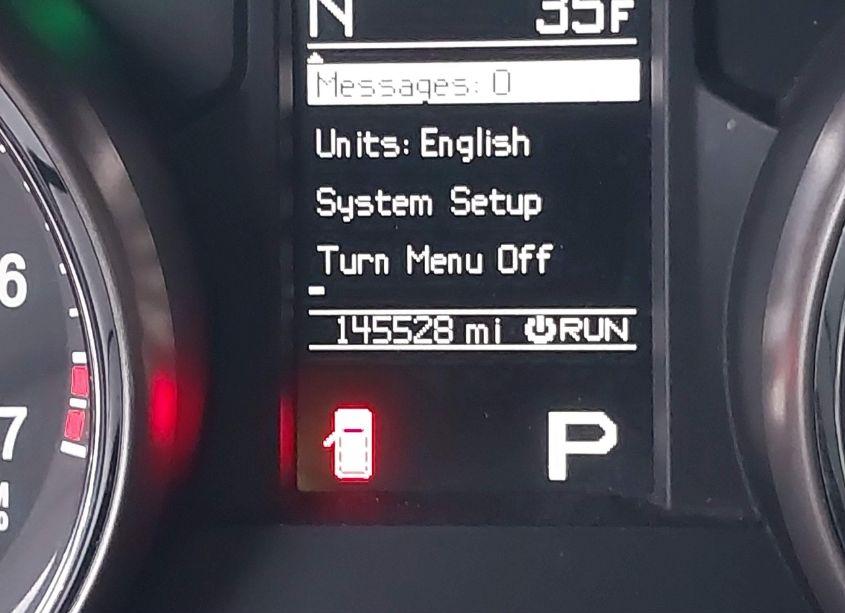 N 35F
Messages: 0
Units: English
System Setup
Turn Menu Off
145528 mi RUN
P
6
7